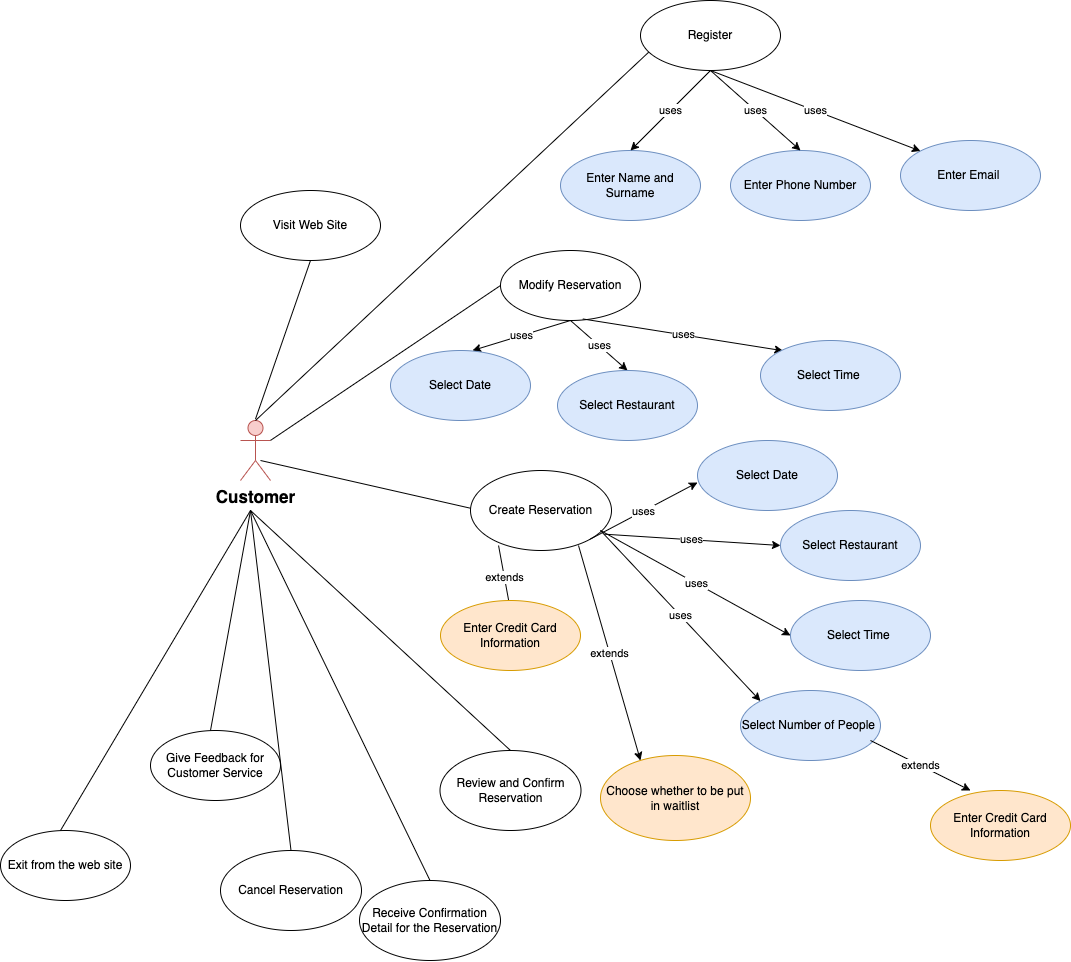 Register
uses
uses
uses
Enter Name and
Surname
Enter Phone Number
Enter Email
Visit Web Site
Modify Reservation
uses
uses
uses
Select Date
Select Restaurant
Select Time
Customer
Create Reservation
uses
uses
uses
uses
Select Date
Select Restaurant
Select Time
Select Number of People
extends
Enter Credit Card
Information
extends
Choose whether to be put
in waitlist
extends
Enter Credit Card
Information
Give Feedback for
Customer Service
Review and Confirm
Reservation
Exit from the web site
Cancel Reservation
Receive Confirmation
Detail for the Reservation